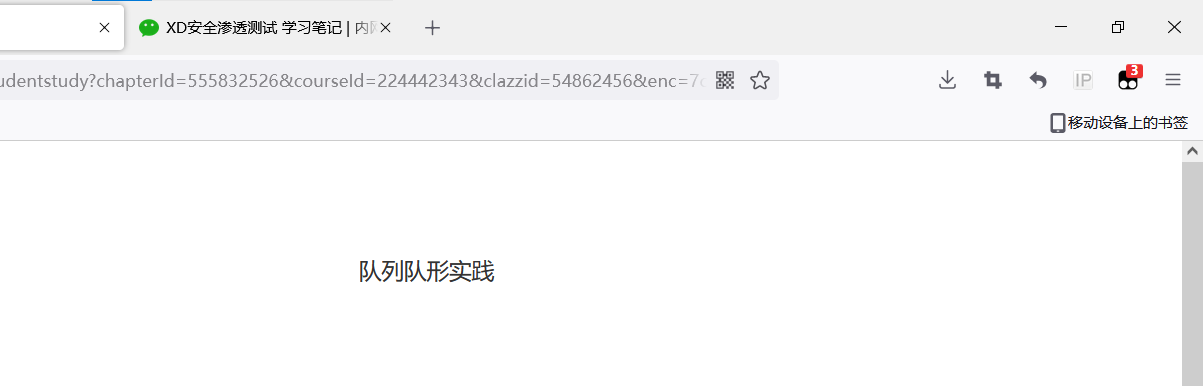 XD安全渗透测试 学习笔记 | 内网
udentstudy?chapterId=555832526&courseId=224442343&clazzid=54862456&enc=7
IP
3
移动设备上的书签
队列队形实践